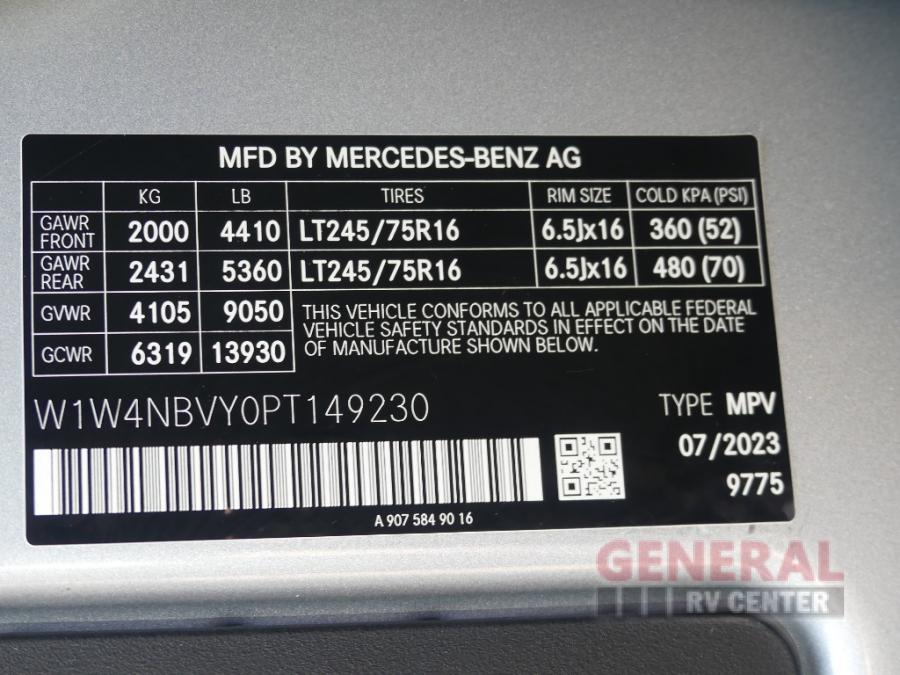 MFD BY MERCEDES-BENZ AG
KG LB TIRES RIM SIZE COLD KPA (PSI)
GAWR FRONT 2000 4410 LT245/75R16 6.5Jx16 360 (52)
GAWR REAR 2431 5360 LT245/75R16 6.5Jx16 480 (70)
GVWR 4105 9050
GCWR 6319 13930
THIS VEHICLE CONFORMS TO ALL APPLICABLE FEDERAL
VEHICLE SAFETY STANDARDS IN EFFECT ON THE DATE
OF MANUFACTURE SHOWN BELOW.
W1W4NBVY0PT149230 TYPE MPV
07/2023
9775
A 907 584 90 16
GENERAL
RV CENTER